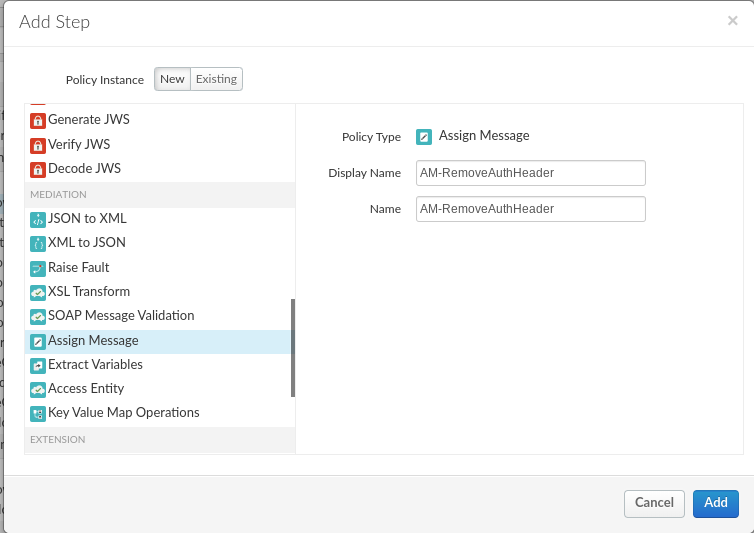 Add Step
×
Policy Instance New Existing
Generate JWS
Verify JWS
Decode JWS
MEDIATION
JSON to XML
XML to JSON
Raise Fault
XSL Transform
SOAP Message Validation
Assign Message
Extract Variables
Access Entity
Key Value Map Operations
EXTENSION
Policy Type Assign Message
Display Name AM-RemoveAuthHeader
Name AM-RemoveAuthHeader
Cancel Add